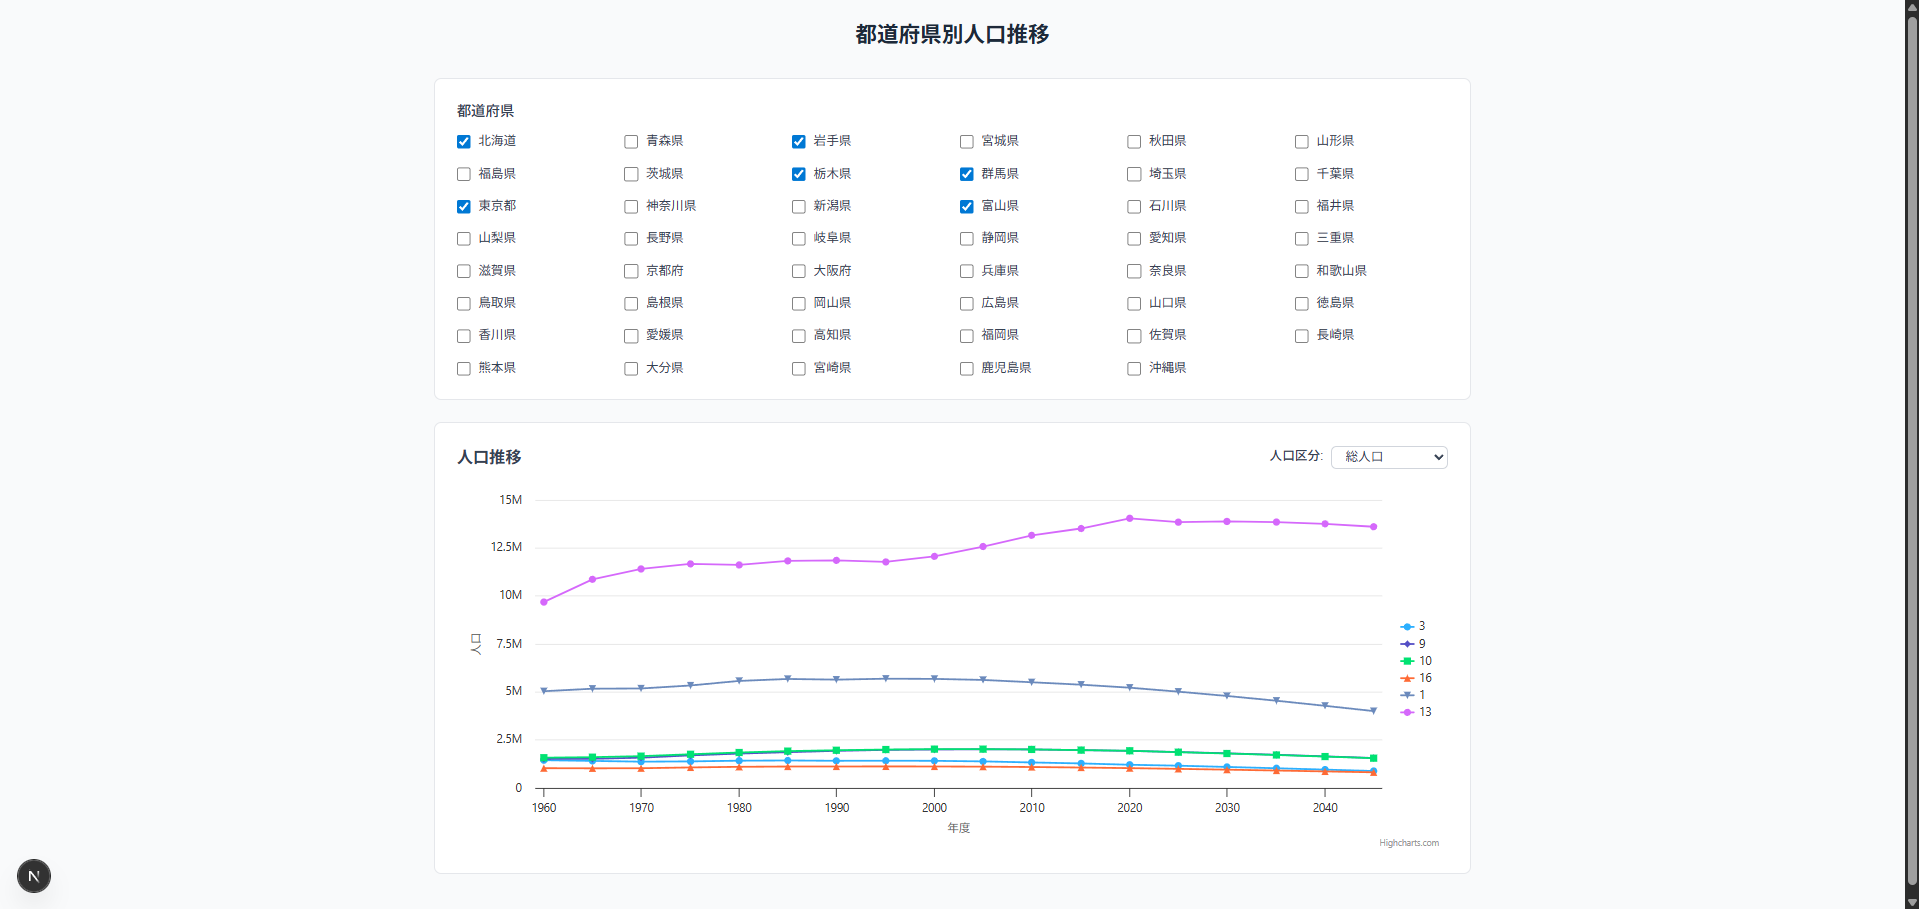 都道府県別人口推移
都道府県
北海道 青森県 岩手県 宮城県 秋田県 山形県
福島県 茨城県 栃木県 群馬県 埼玉県 千葉県
東京都 神奈川県 新潟県 富山県 石川県 福井県
山梨県 長野県 岐阜県 静岡県 愛知県 三重県
滋賀県 京都府 大阪府 兵庫県 奈良県 和歌山県
鳥取県 島根県 岡山県 広島県 山口県 徳島県
香川県 愛媛県 高知県 福岡県 佐賀県 長崎県
熊本県 大分県 宮崎県 鹿児島県 沖縄県
人口推移
人口区分: 総人口
15M
12.5M
10M
7.5M
5M
2.5M
0
人口
1960 1970 1980 1990 2000 2010 2020 2030 2040
年度
3
9
10
16
1
13
Highcharts.com
N